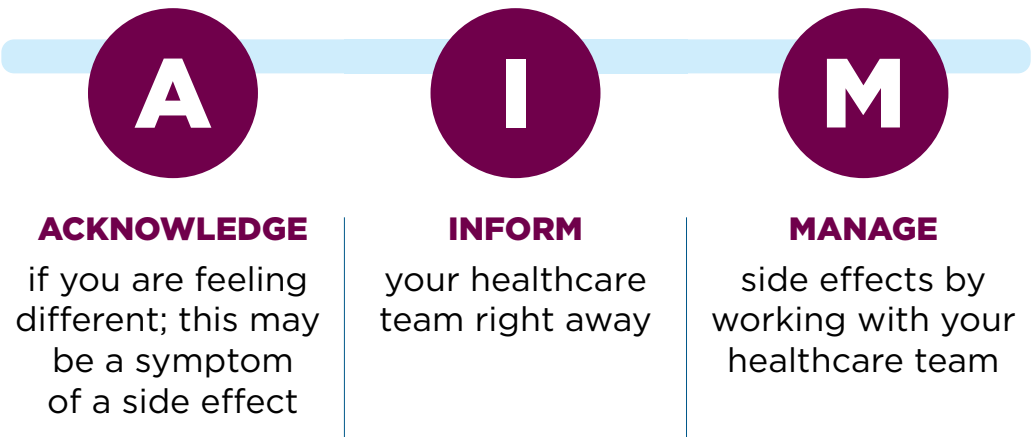 A
I
M
ACKNOWLEDGE
if you are feeling
different; this may
be a symptom
of a side effect
INFORM
your healthcare
team right away
MANAGE
side effects by
working with your
healthcare team